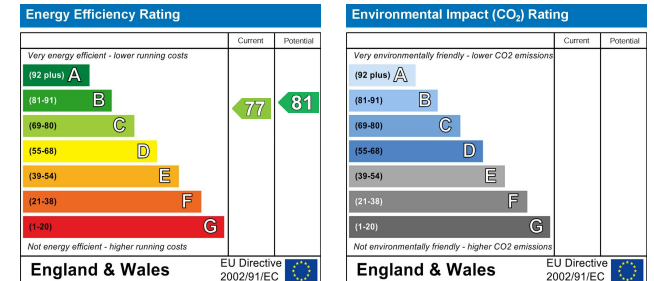 Energy Efficiency Rating
Current Potential
Very energy efficient - lower running costs
(92 plus) A
(81-91) B
(69-80) C
(55-68) D
(39-54) E
(21-38) F
(1-20) G
77
81
Not energy efficient - higher running costs
England & Wales
EU Directive
2002/91/EC
Environmental Impact (CO₂) Rating
Current Potential
Very environmentally friendly - lower CO2 emissions
(92 plus) A
(81-91) B
(69-80) C
(55-68) D
(39-54) E
(21-38) F
(1-20) G
Not environmentally friendly - higher CO2 emissions
England & Wales
EU Directive
2002/91/EC